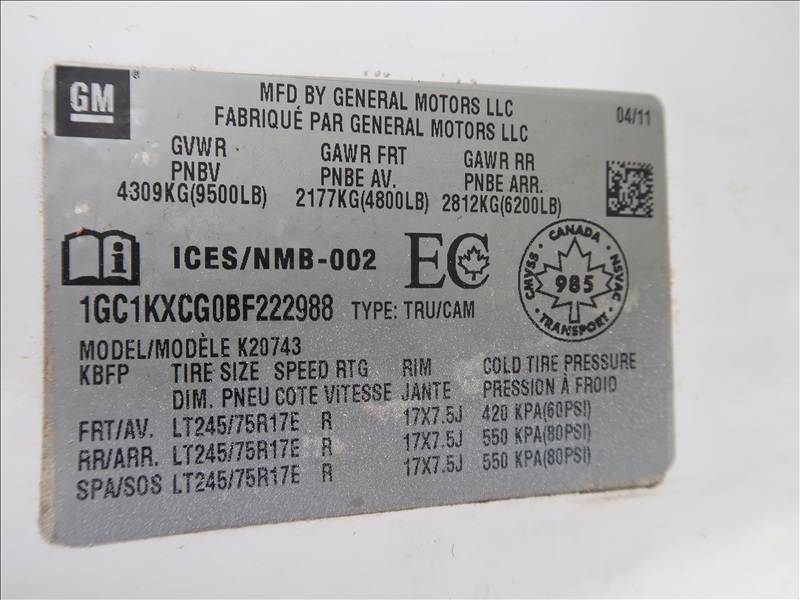 GM
MFD BY GENERAL MOTORS LLC
FABRIQUÉ PAR GENERAL MOTORS LLC
04/11
GVWR GAWR FRT GAWR RR
PNBV PNBE AV. PNBE ARR.
4309KG(9500LB) 2177KG(4800LB) 2812KG(6200LB)
i ICES/NMB-002 EC
CANADA
CMVSS 985 NSVAC
TRANSPORT
1GC1KXCG0BF222988 TYPE: TRU/CAM
MODEL/MODÈLE K20743
KBFP TIRE SIZE SPEED RTG RIM COLD TIRE PRESSURE
DIM. PNEU COTE VITESSE JANTE PRESSION À FROID
FRT/AV. LT245/75R17E R 17X7.5J 420 KPA(60PSI)
RR/ARR. LT245/75R17E R 17X7.5J 550 KPA(80PSI)
SPA/SOS LT245/75R17E R 17X7.5J 550 KPA(80PSI)